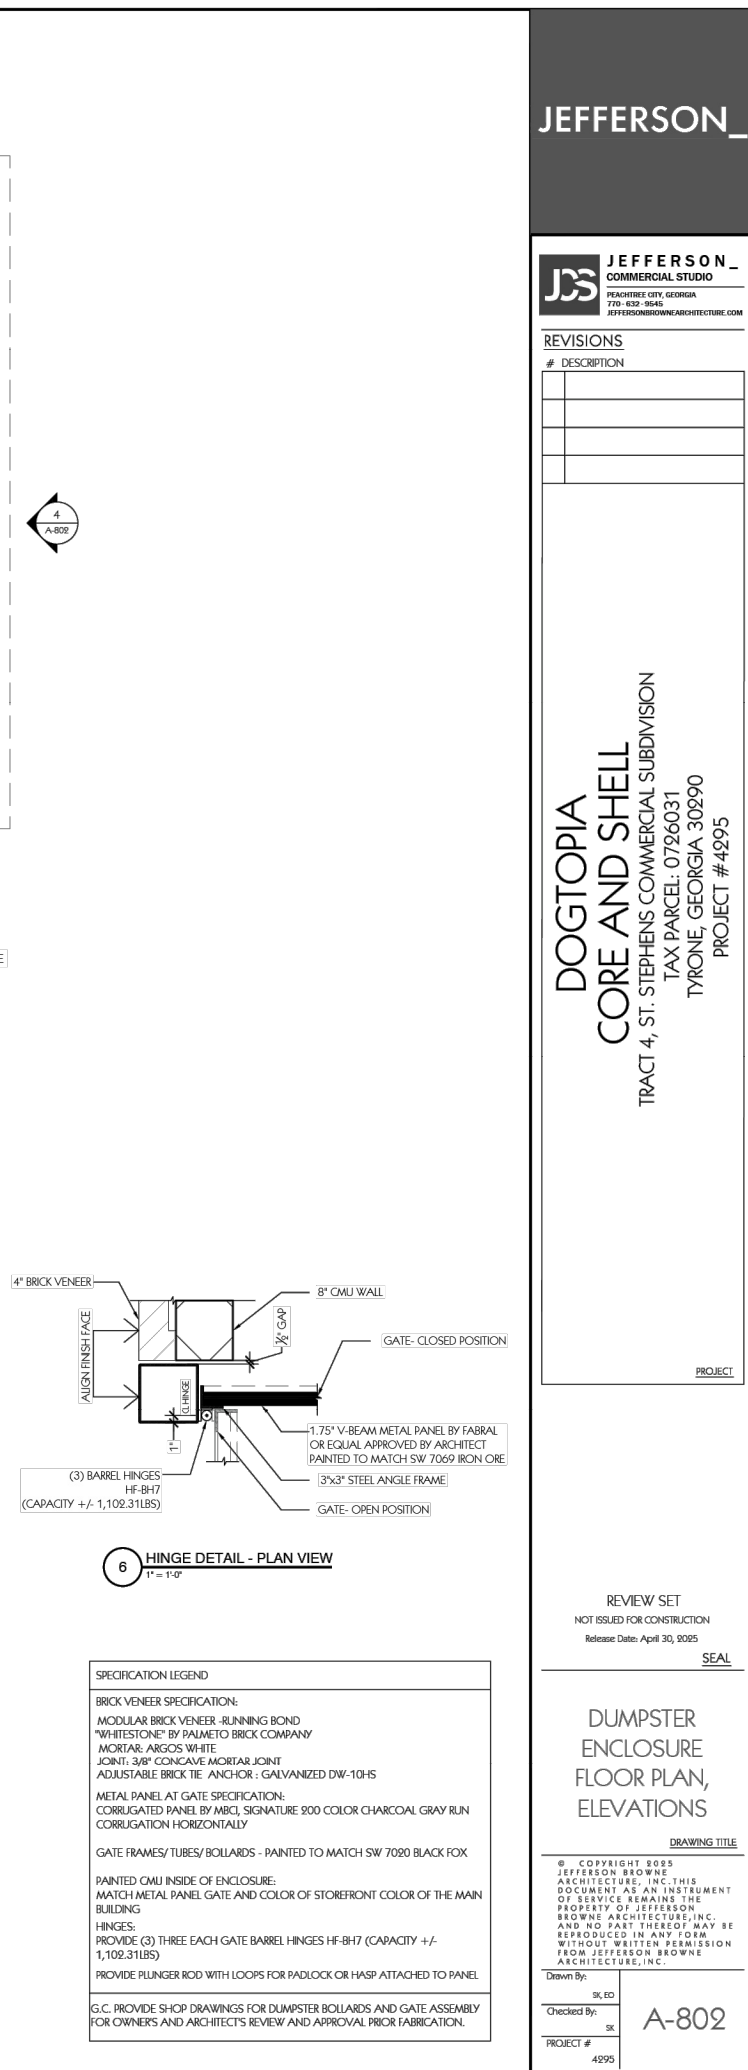 JEFFERSON_
JDS
JEFFERSON_
COMMERCIAL STUDIO
PEACHTREE CITY, GEORGIA
770 - 632 - 9545
JEFFERSONBROWNEARCHITECTURE.COM
REVISIONS
# DESCRIPTION
4
A-802
DOGTOPIA
CORE AND SHELL
TRACT 4, ST. STEPHENS COMMERCIAL SUBDIVISION
TAX PARCEL: 0726031
TYRONE, GEORGIA 30290
PROJECT #4295
PROJECT
E
4" BRICK VENEER
8" CMU WALL
ALIGN FINISH FACE
½" GAP
GATE- CLOSED POSITION
CL HINGE
1"
1.75" V-BEAM METAL PANEL BY FABRAL
OR EQUAL APPROVED BY ARCHITECT
PAINTED TO MATCH SW 7069 IRON ORE
(3) BARREL HINGES
HF-BH7
(CAPACITY +/- 1,102.31LBS)
3"x3" STEEL ANGLE FRAME
GATE- OPEN POSITION
6
HINGE DETAIL - PLAN VIEW
1" = 1'-0"
SPECIFICATION LEGEND
BRICK VENEER SPECIFICATION:
MODULAR BRICK VENEER -RUNNING BOND
"WHITESTONE" BY PALMETO BRICK COMPANY
MORTAR: ARGOS WHITE
JOINT: 3/8" CONCAVE MORTAR JOINT
ADJUSTABLE BRICK TIE ANCHOR : GALVANIZED DW-10HS
METAL PANEL AT GATE SPECIFICATION:
CORRUGATED PANEL BY MBCI, SIGNATURE 200 COLOR CHARCOAL GRAY RUN
CORRUGATION HORIZONTALLY
GATE FRAMES/ TUBES/ BOLLARDS - PAINTED TO MATCH SW 7020 BLACK FOX
PAINTED CMU INSIDE OF ENCLOSURE:
MATCH METAL PANEL GATE AND COLOR OF STOREFRONT COLOR OF THE MAIN
BUILDING
HINGES:
PROVIDE (3) THREE EACH GATE BARREL HINGES HF-BH7 (CAPACITY +/-
1,102.31LBS)
PROVIDE PLUNGER ROD WITH LOOPS FOR PADLOCK OR HASP ATTACHED TO PANEL
G.C. PROVIDE SHOP DRAWINGS FOR DUMPSTER BOLLARDS AND GATE ASSEMBLY
FOR OWNER'S AND ARCHITECT'S REVIEW AND APPROVAL PRIOR FABRICATION.
REVIEW SET
NOT ISSUED FOR CONSTRUCTION
Release Date: April 30, 2025
SEAL
DUMPSTER
ENCLOSURE
FLOOR PLAN,
ELEVATIONS
DRAWING TITLE
© COPYRIGHT 2025
JEFFERSON BROWNE
ARCHITECTURE, INC.THIS
DOCUMENT AS AN INSTRUMENT
OF SERVICE REMAINS THE
PROPERTY OF JEFFERSON
BROWNE ARCHITECTURE,INC.
AND NO PART THEREOF MAY BE
REPRODUCED IN ANY FORM
WITHOUT WRITTEN PERMISSION
FROM JEFFERSON BROWNE
ARCHITECTURE,INC.
Drawn By:
SK, EO
Checked By:
SK
PROJECT #
4295
A-802